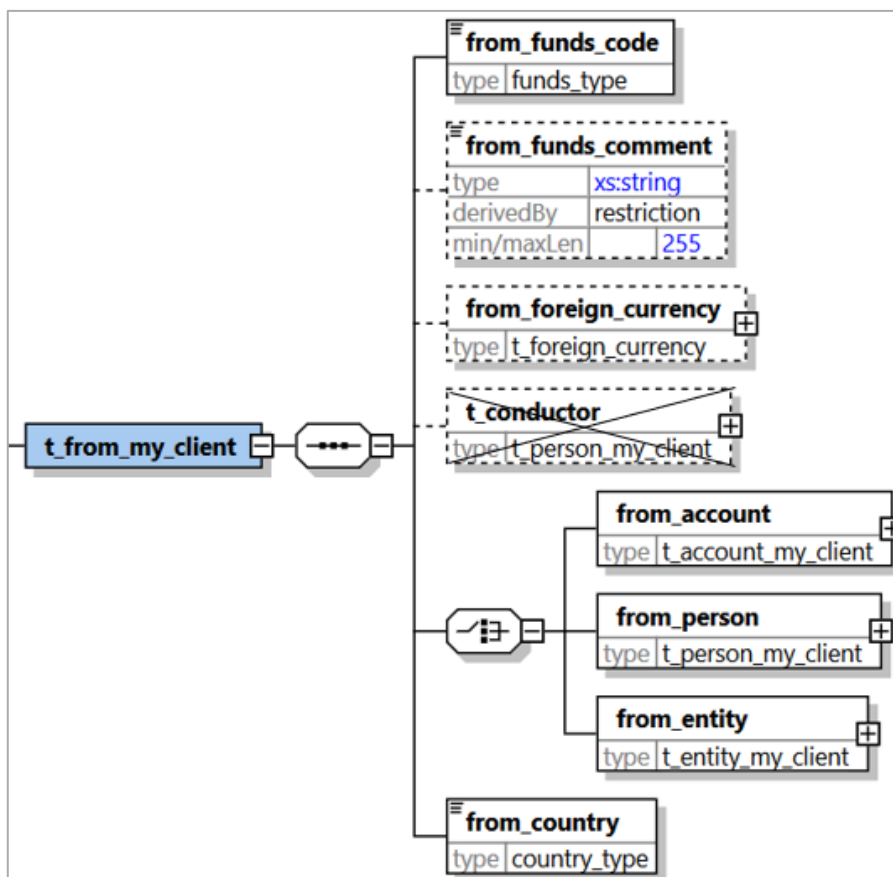 from_funds_code
type funds_type
from_funds_comment
type xs:string
derivedBy restriction
min/maxLen 255
from_foreign_currency
type t_foreign_currency
t_conductor
type t_person_my_client
t_from_my_client
from_account
type t_account_my_client
from_person
type t_person_my_client
from_entity
type t_entity_my_client
from_country
type country_type